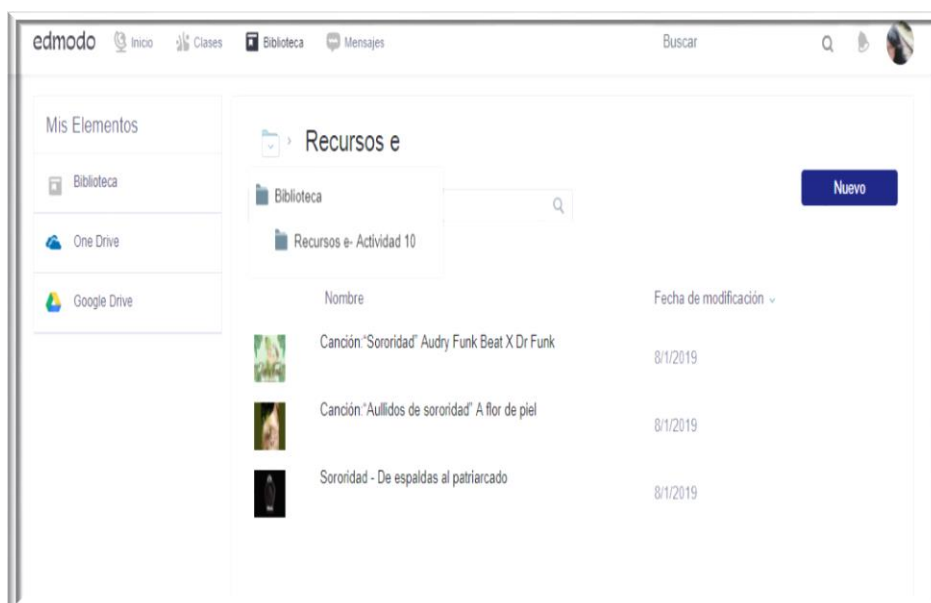 edmodo Inicio Clases Biblioteca Mensajes Buscar
Mis Elementos
Biblioteca
One Drive
Google Drive
Recursos e
Nuevo
Biblioteca
Recursos e- Actividad 10
Nombre Fecha de modificación
Canción:"Sororidad" Audry Funk Beat X Dr Funk 8/1/2019
Canción:"Aullidos de sororidad" A flor de piel 8/1/2019
Sororidad - De espaldas al patriarcado 8/1/2019